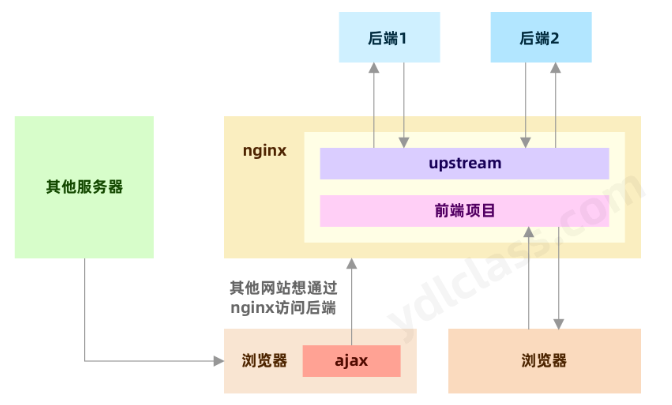 后端1
后端2
nginx
upstream
其他服务器
前端项目
其他网站想通过
nginx访问后端
浏览器
ajax
浏览器
ydlclass.com